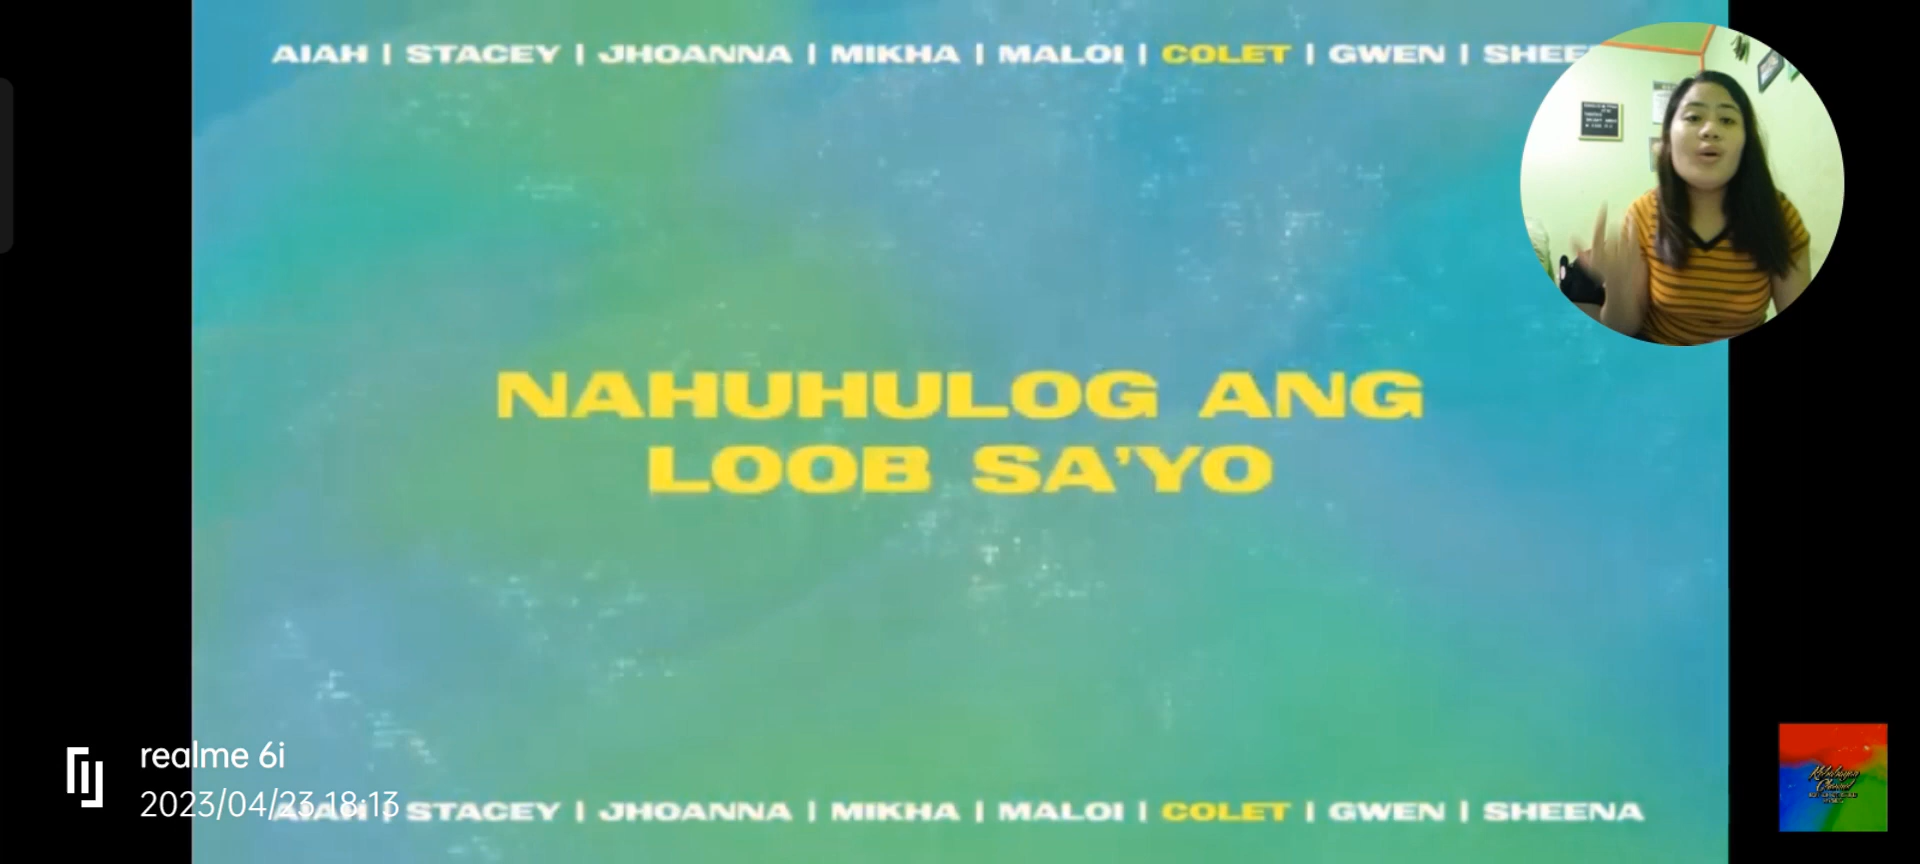 AIAH | STACEY | JHOANNA | MIKHA | MALOI | COLET | GWEN | SHEE
NAHUHULOG ANG
LOOB SA'YO
realme 6i
2023/04/23 18:13
AIAH | STACEY | JHOANNA | MIKHA | MALOI | COLET | GWEN | SHEENA